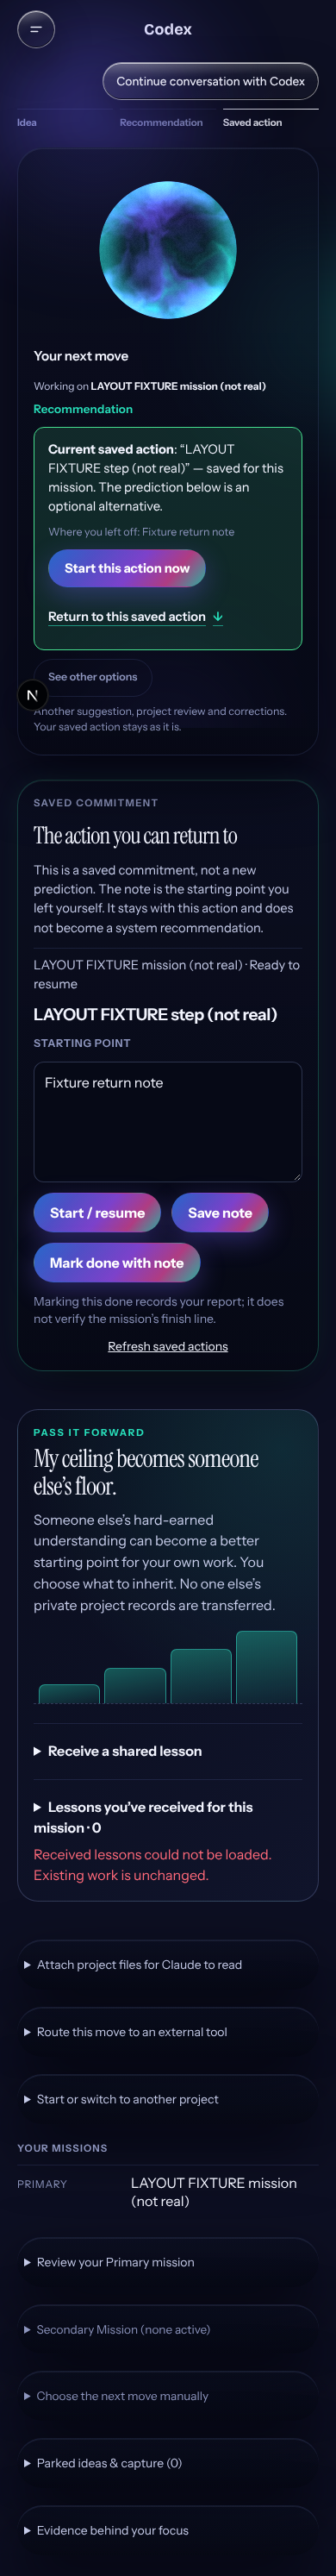 Codex
Continue conversation with Codex
Idea
Recommendation
Saved action
Your next move
Working on LAYOUT FIXTURE mission (not real)
Recommendation
Current saved action: “LAYOUT
FIXTURE step (not real)” — saved for this
mission. The prediction below is an
optional alternative.
Where you left off: Fixture return note
Start this action now
Return to this saved action ↓
See other options
N
Another suggestion, project review and corrections.
Your saved action stays as it is.
SAVED COMMITMENT
The action you can return to
This is a saved commitment, not a new
prediction. The note is the starting point you
left yourself. It stays with this action and does
not become a system recommendation.
LAYOUT FIXTURE mission (not real) · Ready to
resume
LAYOUT FIXTURE step (not real)
STARTING POINT
Fixture return note
Start / resume
Save note
Mark done with note
Marking this done records your report; it does
not verify the mission’s finish line.
Refresh saved actions
PASS IT FORWARD
My ceiling becomes someone
else’s floor.
Someone else’s hard-earned
understanding can become a better
starting point for your own work. You
choose what to inherit. No one else’s
private project records are transferred.
Receive a shared lesson
Lessons you’ve received for this
mission · 0
Received lessons could not be loaded.
Existing work is unchanged.
Attach project files for Claude to read
Route this move to an external tool
Start or switch to another project
YOUR MISSIONS
PRIMARY
LAYOUT FIXTURE mission
(not real)
Review your Primary mission
Secondary Mission (none active)
Choose the next move manually
Parked ideas & capture (0)
Evidence behind your focus